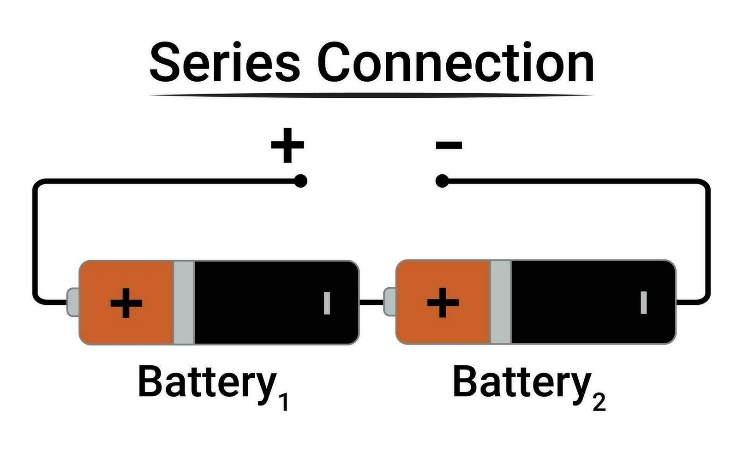 Series Connection
+ −
+ − + −
Battery₁ Battery₂